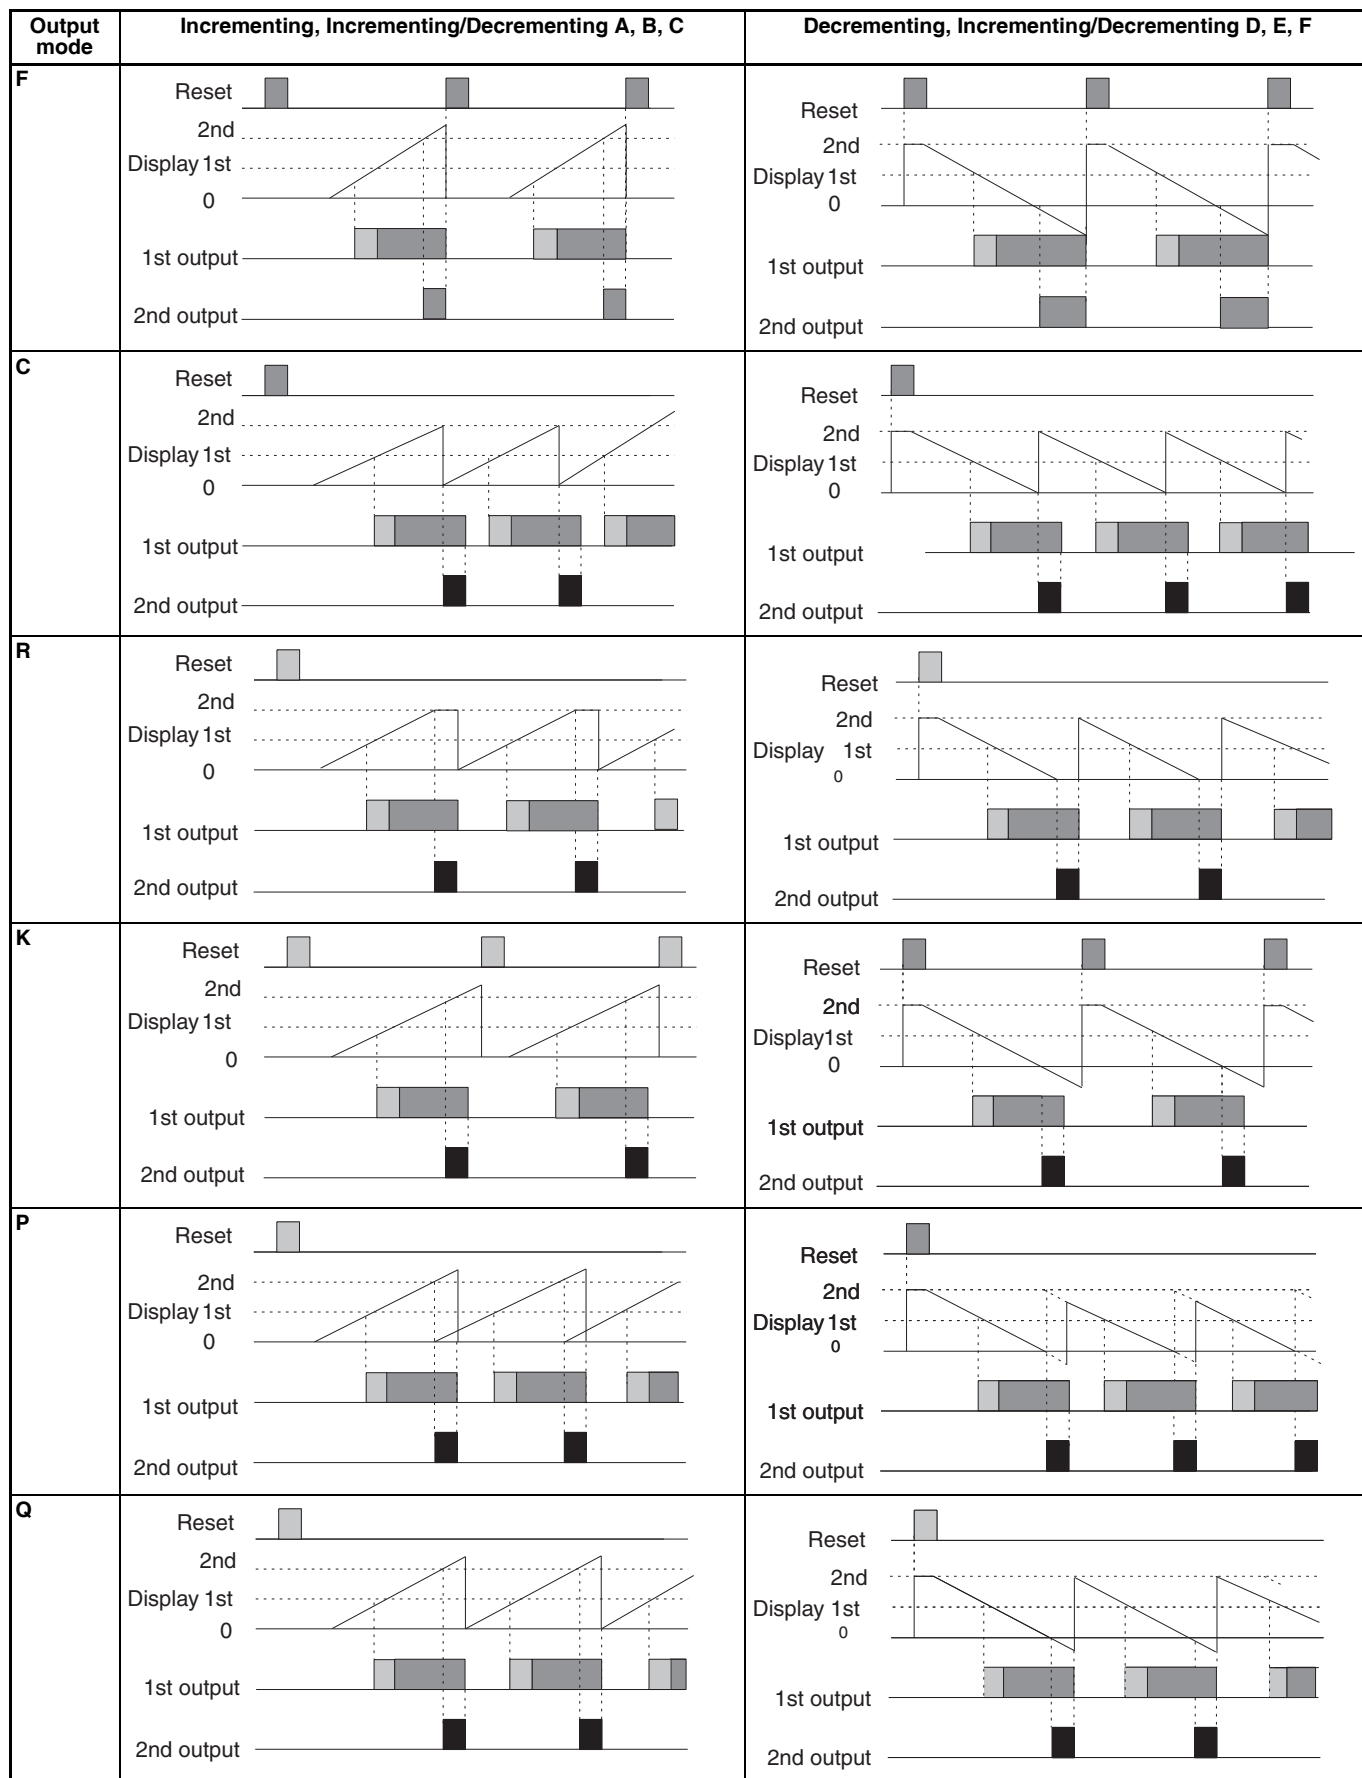 Output mode
Incrementing, Incrementing/Decrementing A, B, C
Decrementing, Incrementing/Decrementing D, E, F
F
Reset
2nd
Display 1st
0
1st output
2nd output
Reset
2nd
Display 1st
0
1st output
2nd output
C
Reset
2nd
Display 1st
0
1st output
2nd output
Reset
2nd
Display 1st
0
1st output
2nd output
R
Reset
2nd
Display 1st
0
1st output
2nd output
Reset
2nd
Display 1st
0
1st output
2nd output
K
Reset
2nd
Display 1st
0
1st output
2nd output
Reset
2nd
Display1st
0
1st output
2nd output
P
Reset
2nd
Display 1st
0
1st output
2nd output
Reset
2nd
Display 1st
0
1st output
2nd output
Q
Reset
2nd
Display 1st
0
1st output
2nd output
Reset
2nd
Display 1st
0
1st output
2nd output